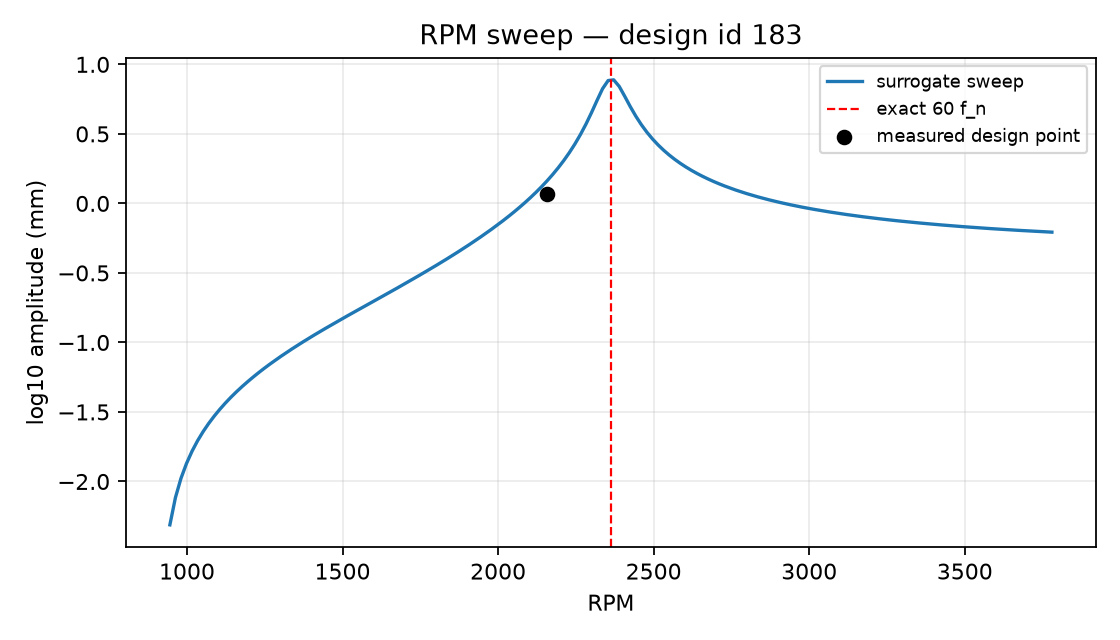 RPM sweep — design id 183
surrogate sweep
exact 60 f_n
measured design point
log10 amplitude (mm)
1.0
0.5
0.0
−0.5
−1.0
−1.5
−2.0
1000 1500 2000 2500 3000 3500
RPM